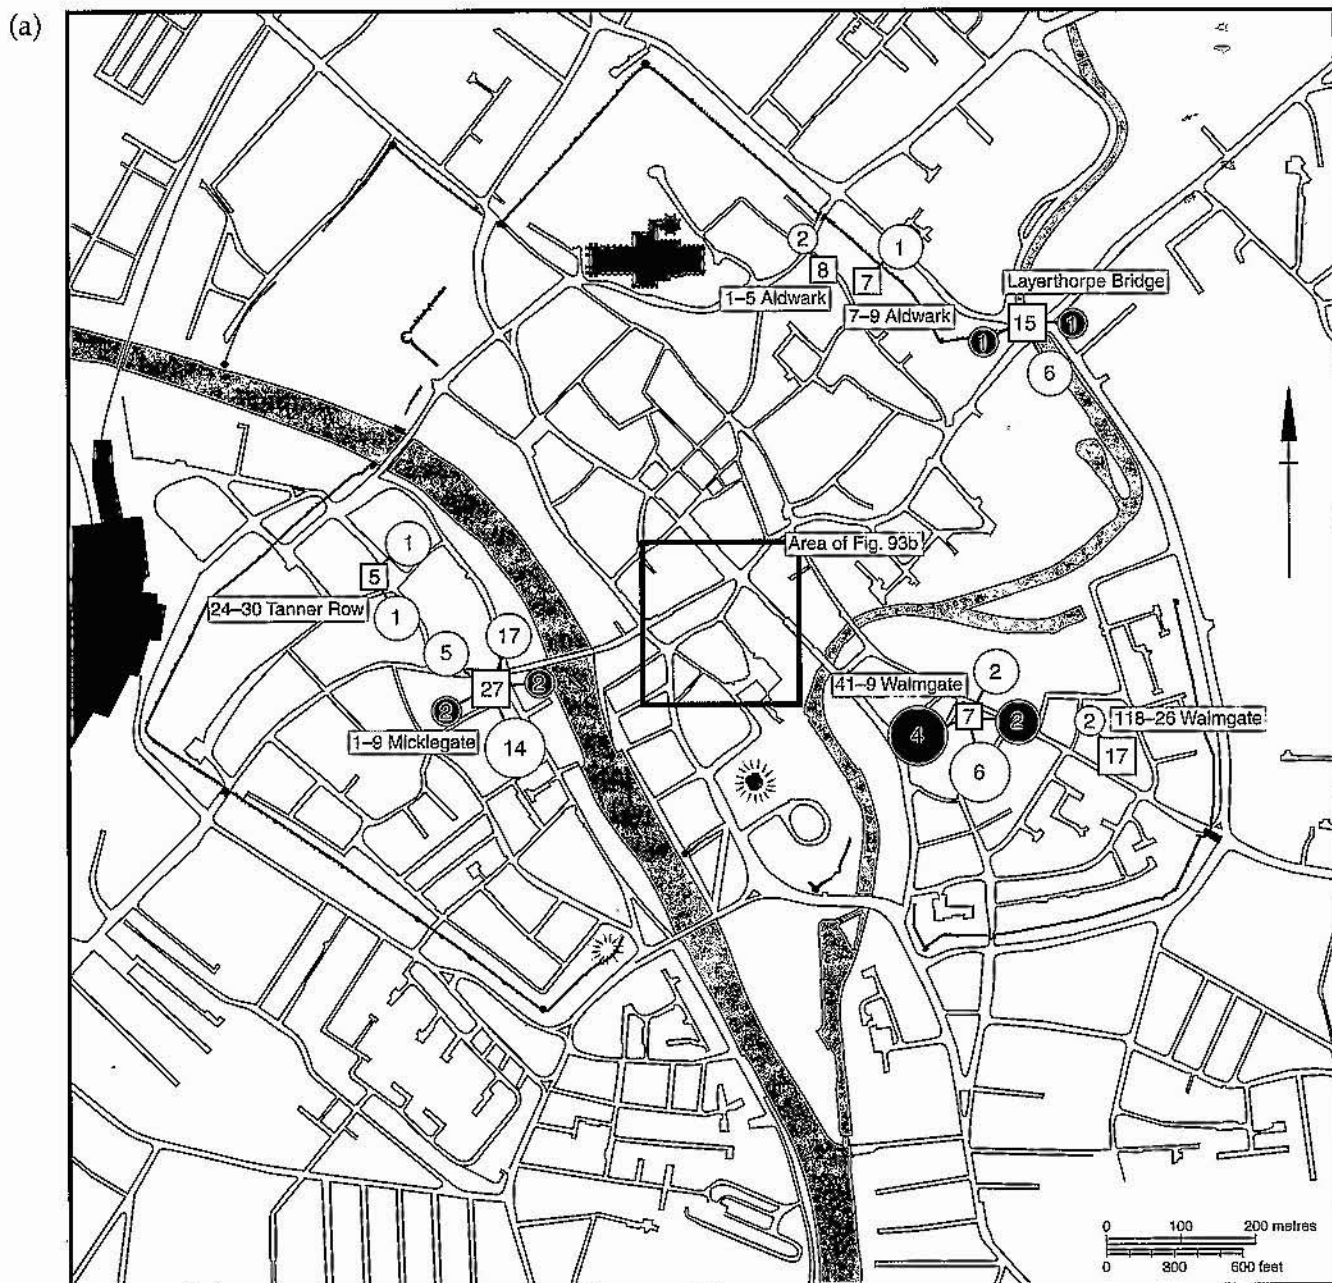 (a)
2
1
8
7
1–5 Aldwark
7–9 Aldwark
Layerthorpe Bridge
15
1
1
6
Area of Fig. 93b
1
5
24–30 Tanner Row
1
5
17
27
2
2
1–9 Micklegate
14
2
41–9 Walmgate
7
2
4
6
2
118–26 Walmgate
17
0 100 200 metres
0 300 600 feet